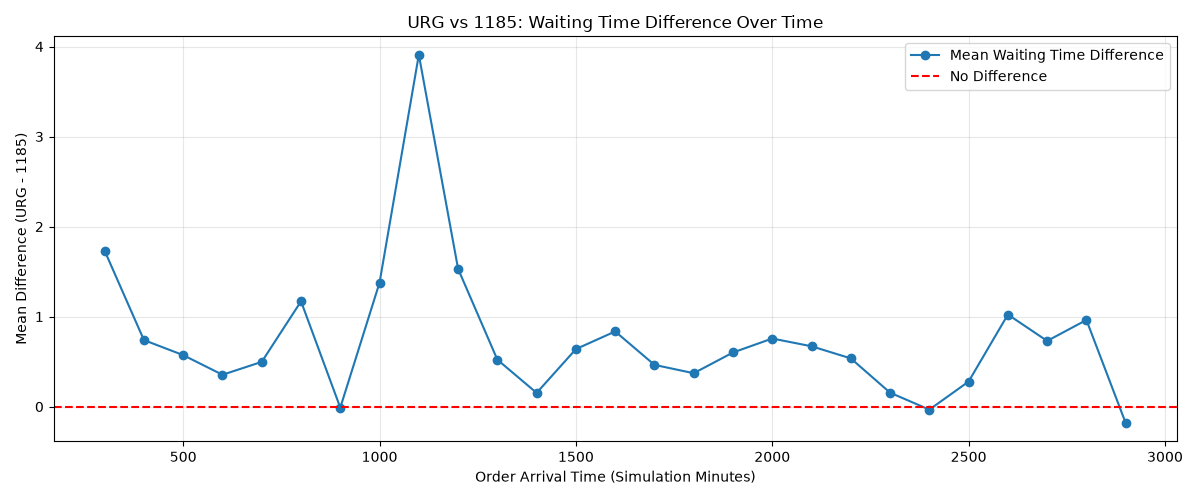 URG vs 1185: Waiting Time Difference Over Time
Mean Difference (URG - 1185)
4
3
2
1
0
Mean Waiting Time Difference
No Difference
500
1000
1500
2000
2500
3000
Order Arrival Time (Simulation Minutes)